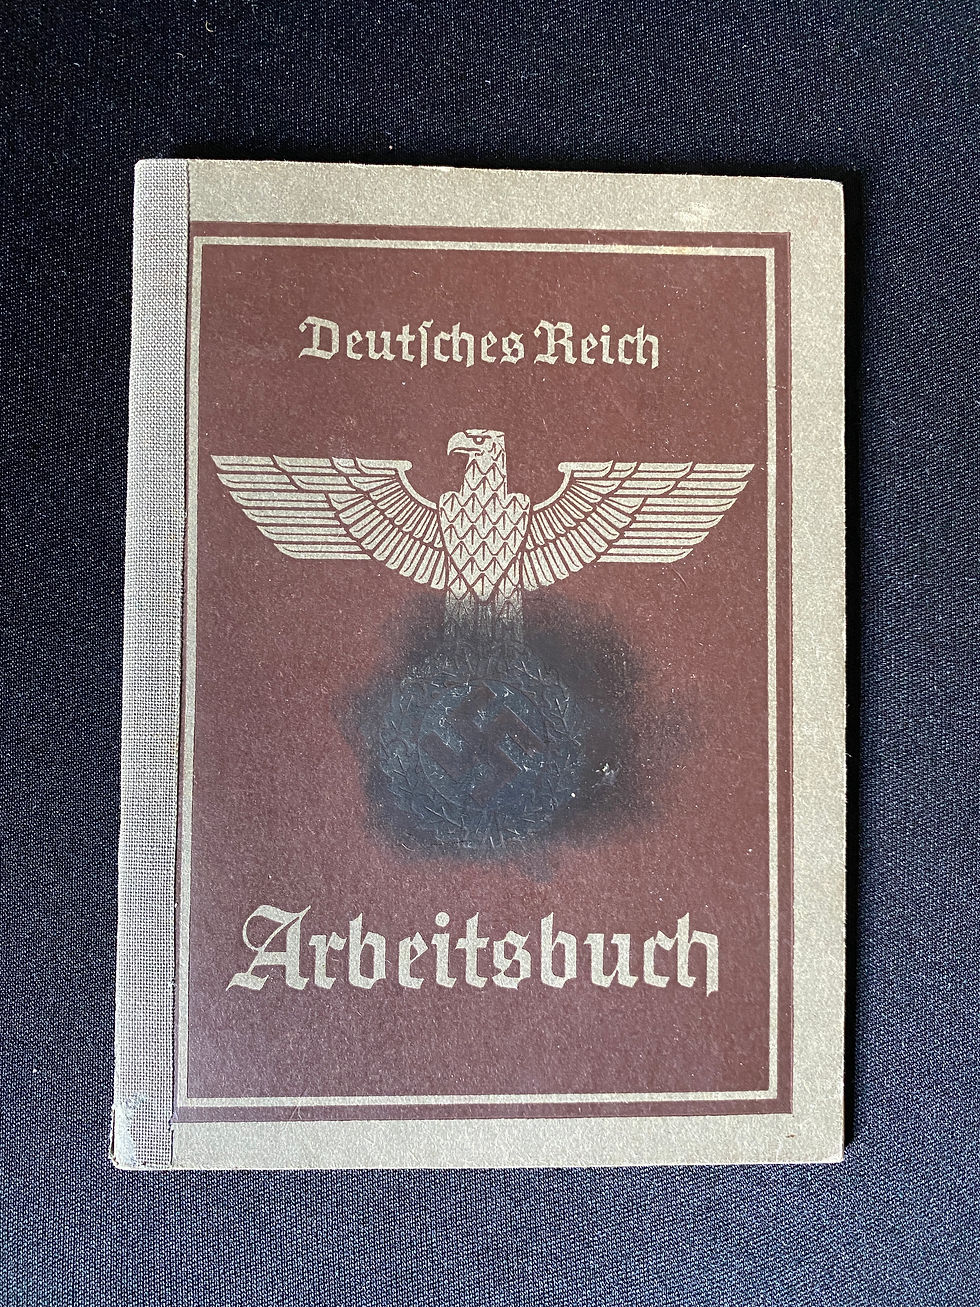 Deutſches Reich
Arbeitsbuch